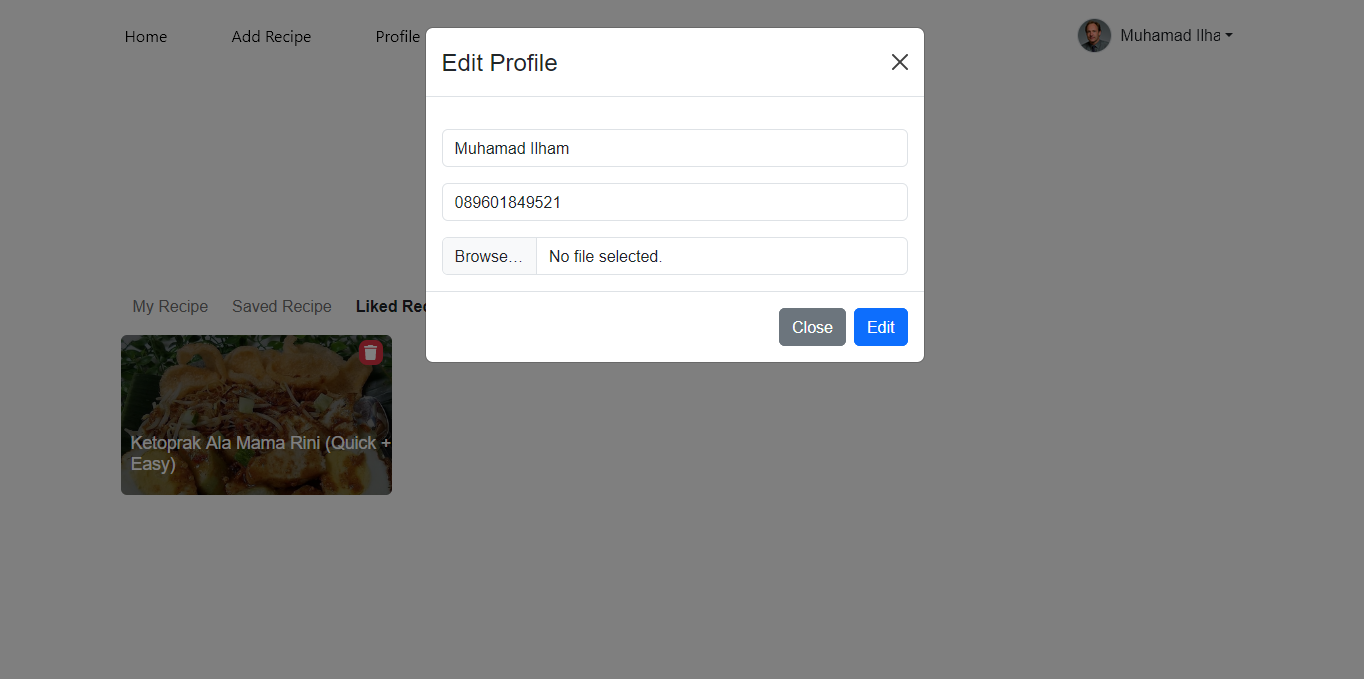 Home
Add Recipe
Profile
Muhamad Ilha
Edit Profile
Muhamad Ilham
089601849521
Browse... No file selected.
My Recipe
Saved Recipe
Liked Rec
Close
Edit
Ketoprak Ala Mama Rini (Quick +
Easy)